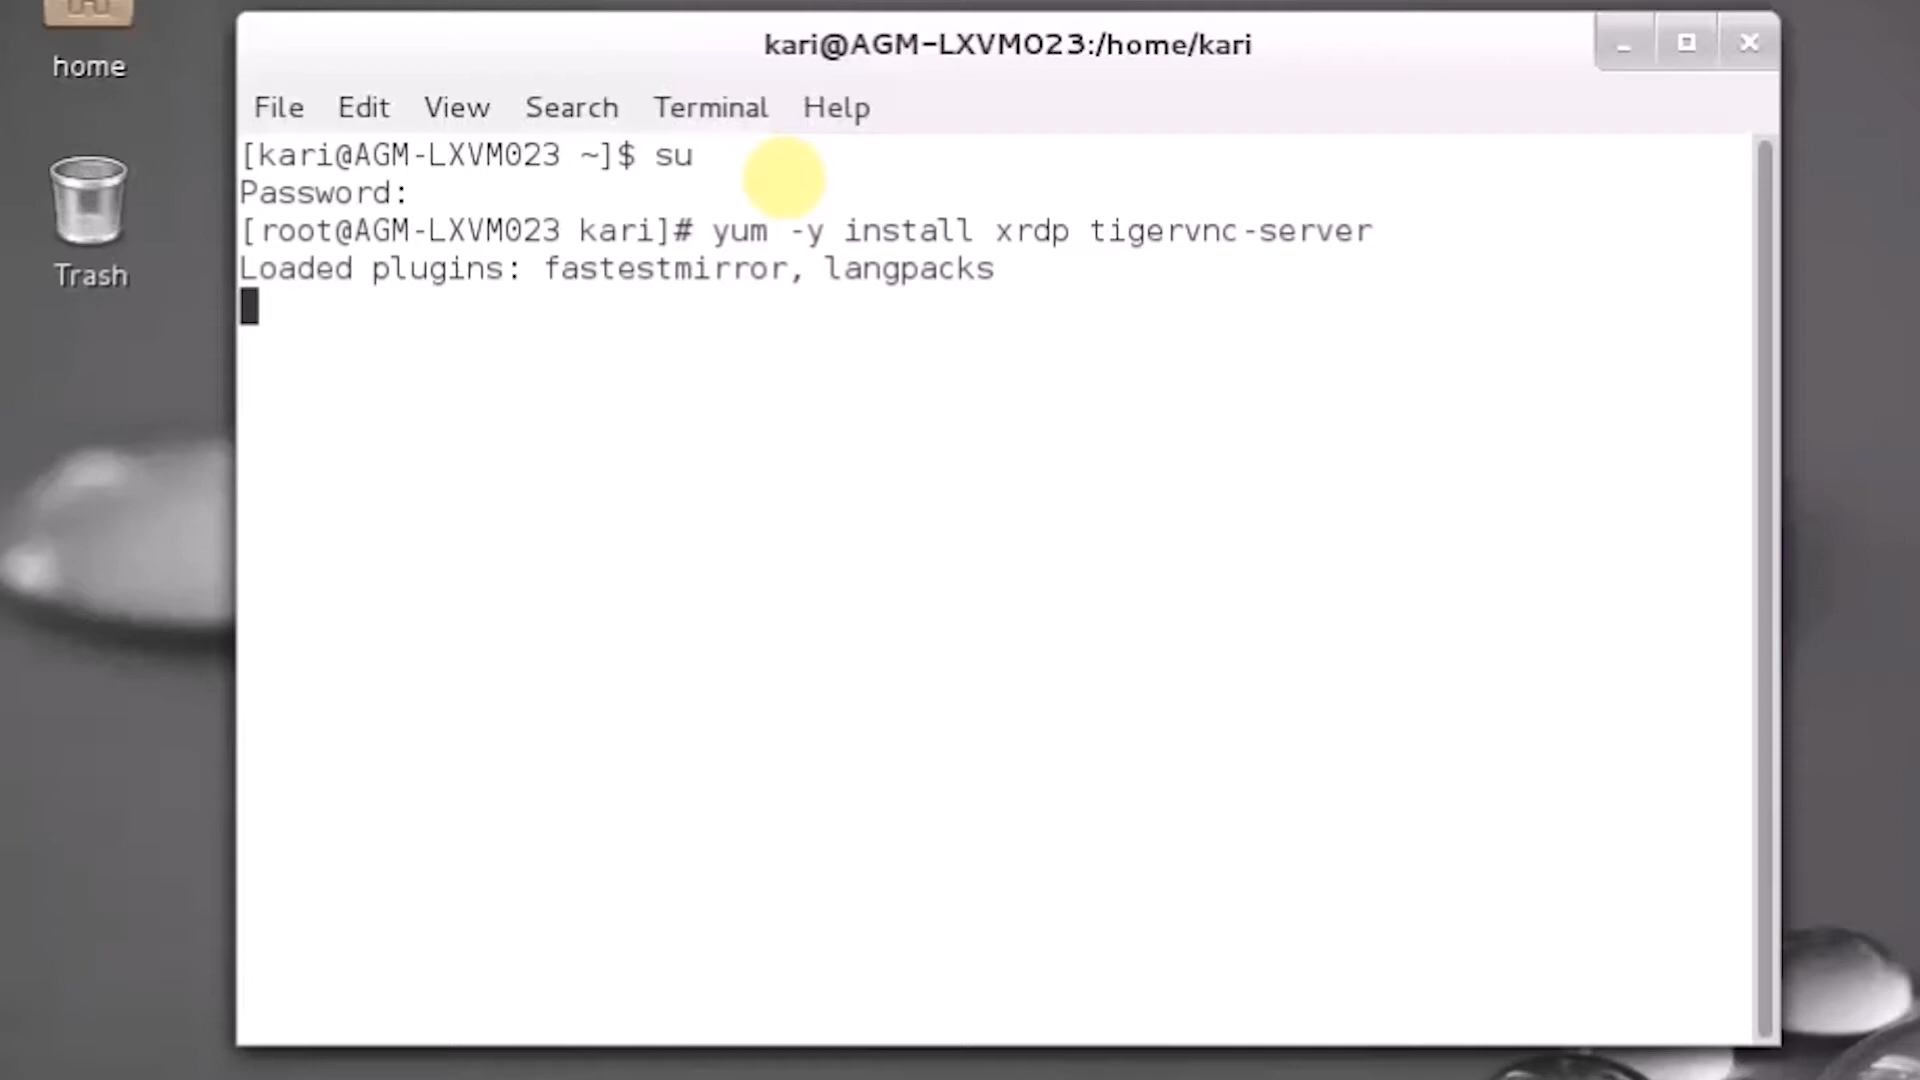 home
kari@AGM-LXVM023:/home/kari
File Edit View Search Terminal Help
[kari@AGM-LXVM023 ~]$ su
Password:
[root@AGM-LXVM023 kari]# yum -y install xrdp tigervnc-server
Loaded plugins: fastestmirror, langpacks
Trash